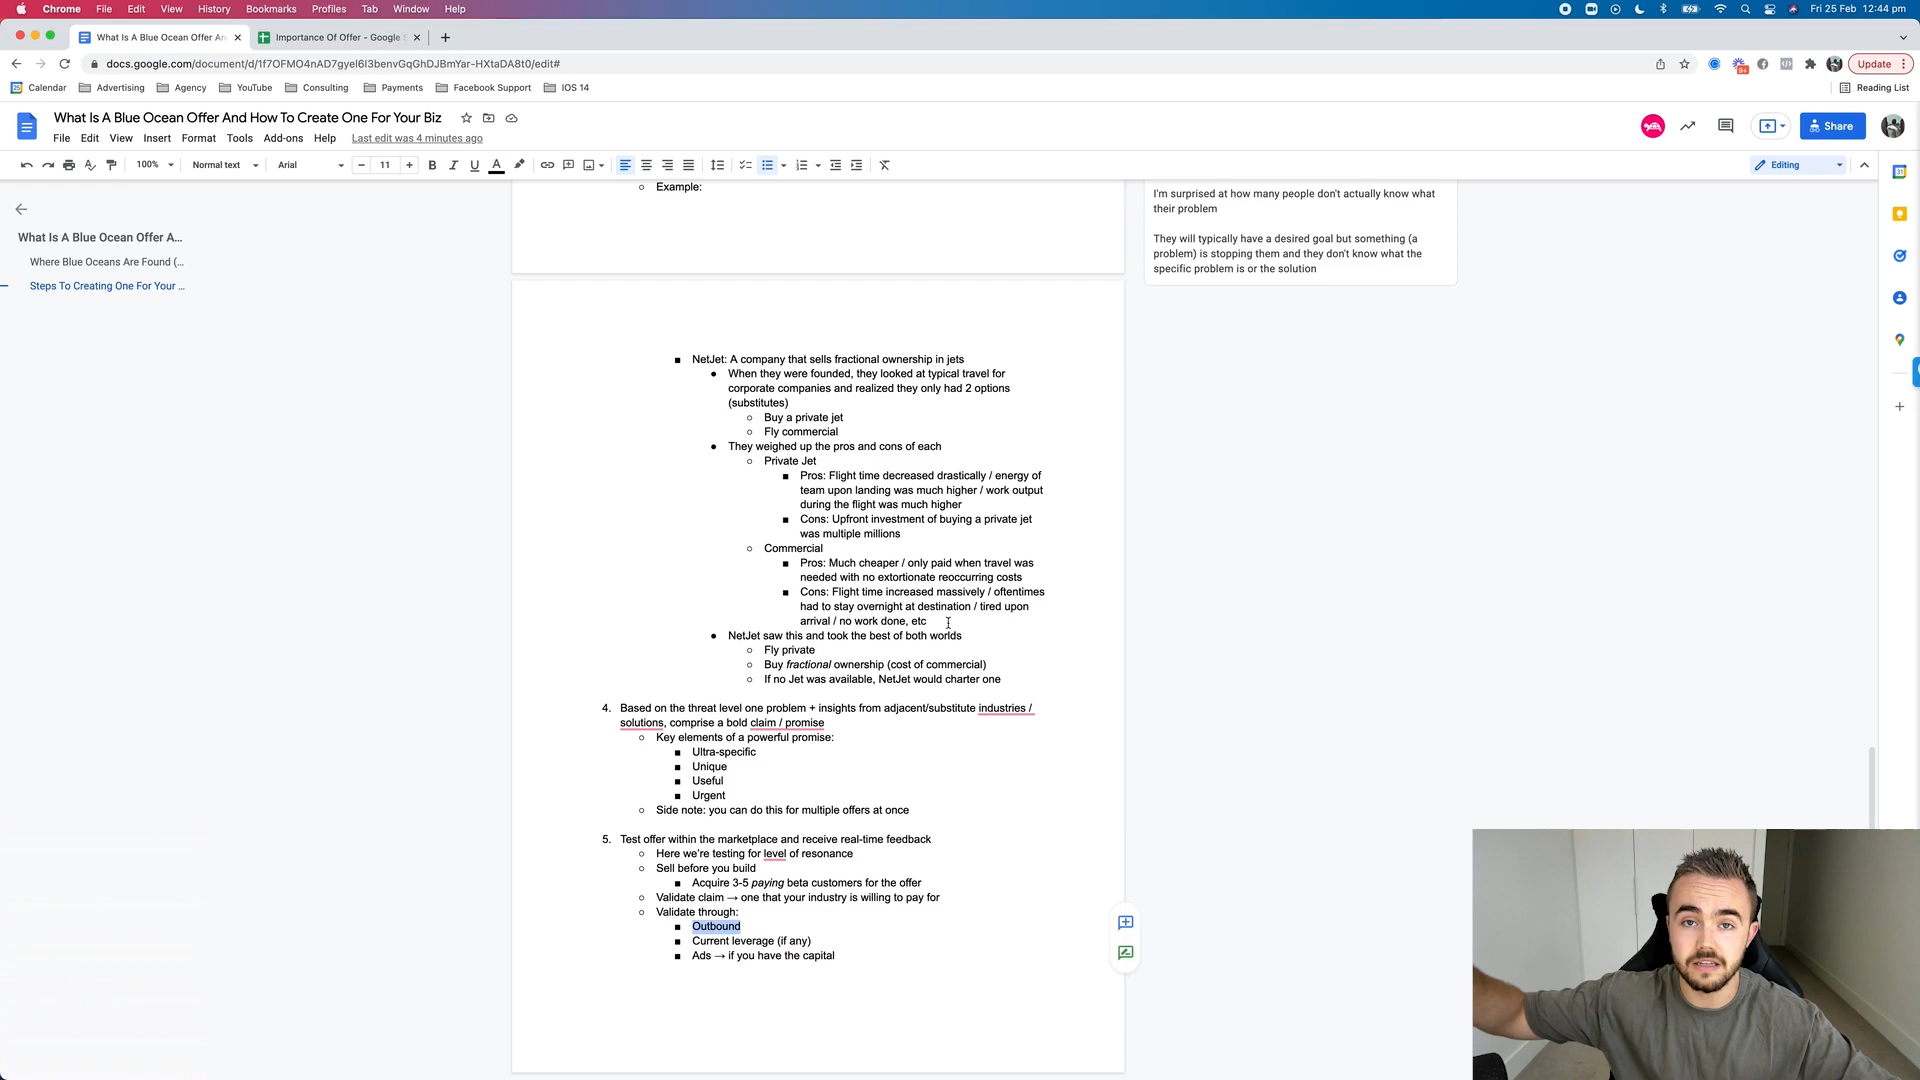 Chrome File Edit View History Bookmarks Profiles Tab Window Help Fri 25 Feb 12:44 pm
What Is A Blue Ocean Offer An Importance Of Offer - Google S
docs.google.com/document/d/1f7OFMO4nAD7gyel6I3benvGqGhDJBmYar-HXtaDA8t0/edit# Update
Calendar Advertising Agency YouTube Consulting Payments Facebook Support IOS 14 Reading List
What Is A Blue Ocean Offer And How To Create One For Your Biz
File Edit View Insert Format Tools Add-ons Help Last edit was 4 minutes ago
Share
100% Normal text Arial 11 Editing
What Is A Blue Ocean Offer A...
Where Blue Oceans Are Found (...
Steps To Creating One For Your ...
Example:
I'm surprised at how many people don't actually know what
their problem
They will typically have a desired goal but something (a
problem) is stopping them and they don't know what the
specific problem is or the solution
NetJet: A company that sells fractional ownership in jets
When they were founded, they looked at typical travel for
corporate companies and realized they only had 2 options
(substitutes)
Buy a private jet
Fly commercial
They weighed up the pros and cons of each
Private Jet
Pros: Flight time decreased drastically / energy of
team upon landing was much higher / work output
during the flight was much higher
Cons: Upfront investment of buying a private jet
was multiple millions
Commercial
Pros: Much cheaper / only paid when travel was
needed with no extortionate reoccurring costs
Cons: Flight time increased massively / oftentimes
had to stay overnight at destination / tired upon
arrival / no work done, etc
NetJet saw this and took the best of both worlds
Fly private
Buy fractional ownership (cost of commercial)
If no Jet was available, NetJet would charter one
4. Based on the threat level one problem + insights from adjacent/substitute industries /
solutions, comprise a bold claim / promise
Key elements of a powerful promise:
Ultra-specific
Unique
Useful
Urgent
Side note: you can do this for multiple offers at once
5. Test offer within the marketplace and receive real-time feedback
Here we're testing for level of resonance
Sell before you build
Acquire 3-5 paying beta customers for the offer
Validate claim → one that your industry is willing to pay for
Validate through:
Outbound
Current leverage (if any)
Ads → if you have the capital